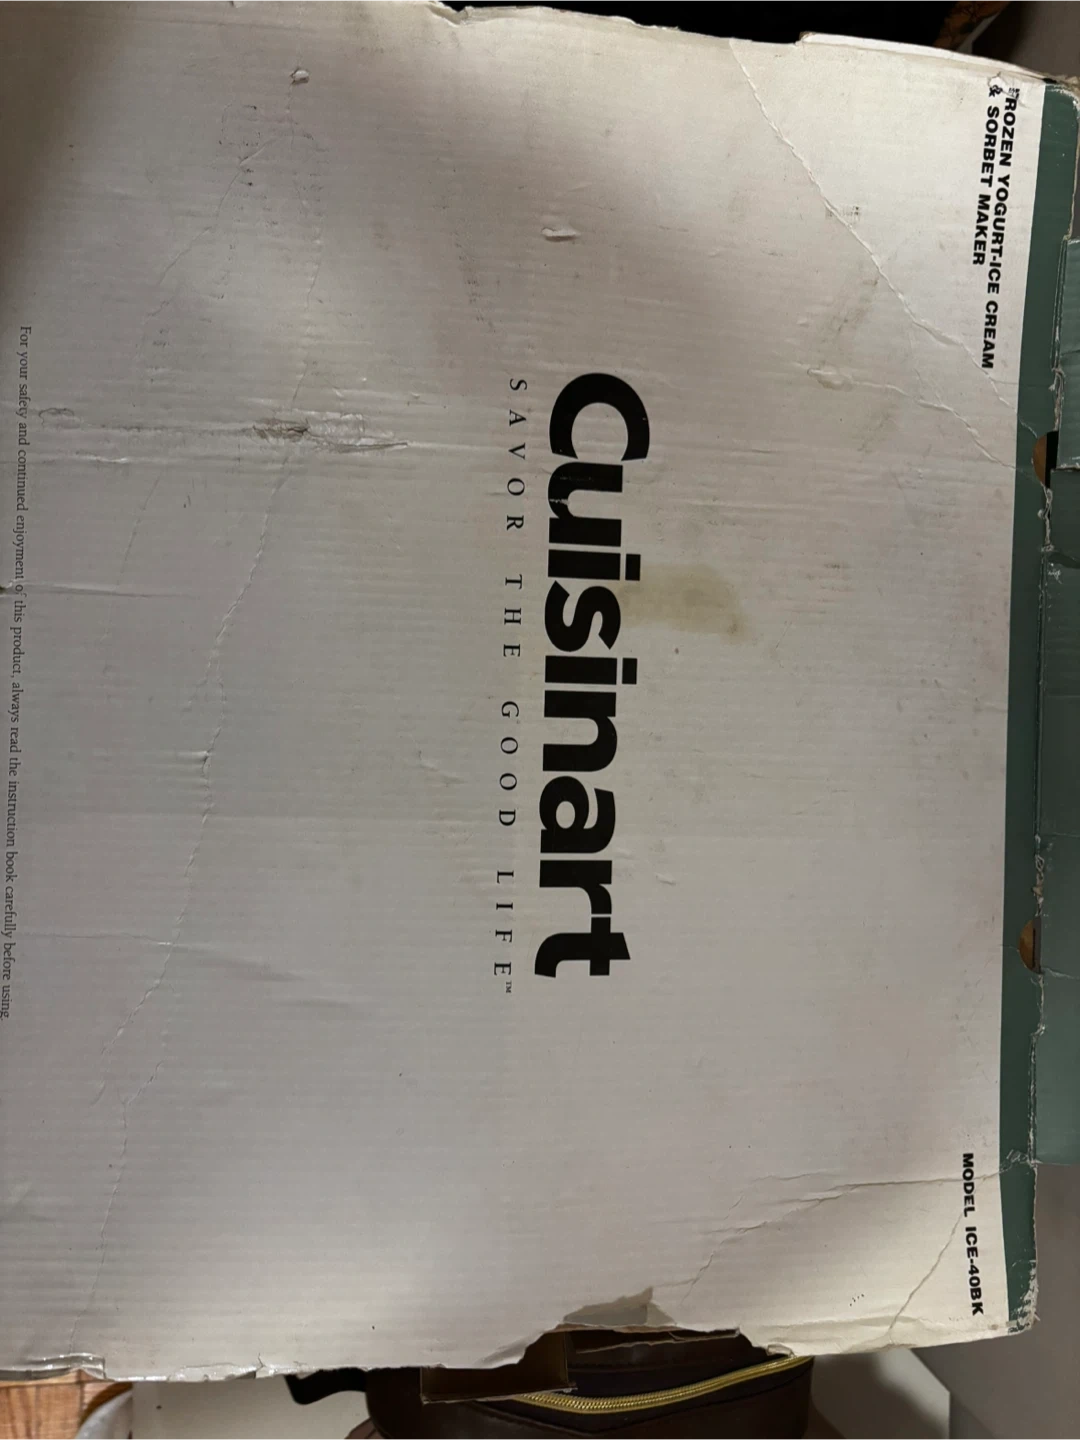 FROZEN YOGURT-ICE CREAM
& SORBET MAKER
MODEL ICE-40BK
Cuisinart
SAVOR THE GOOD LIFE™
For your safety and continued enjoyment of this product, always read the instruction book carefully before using.